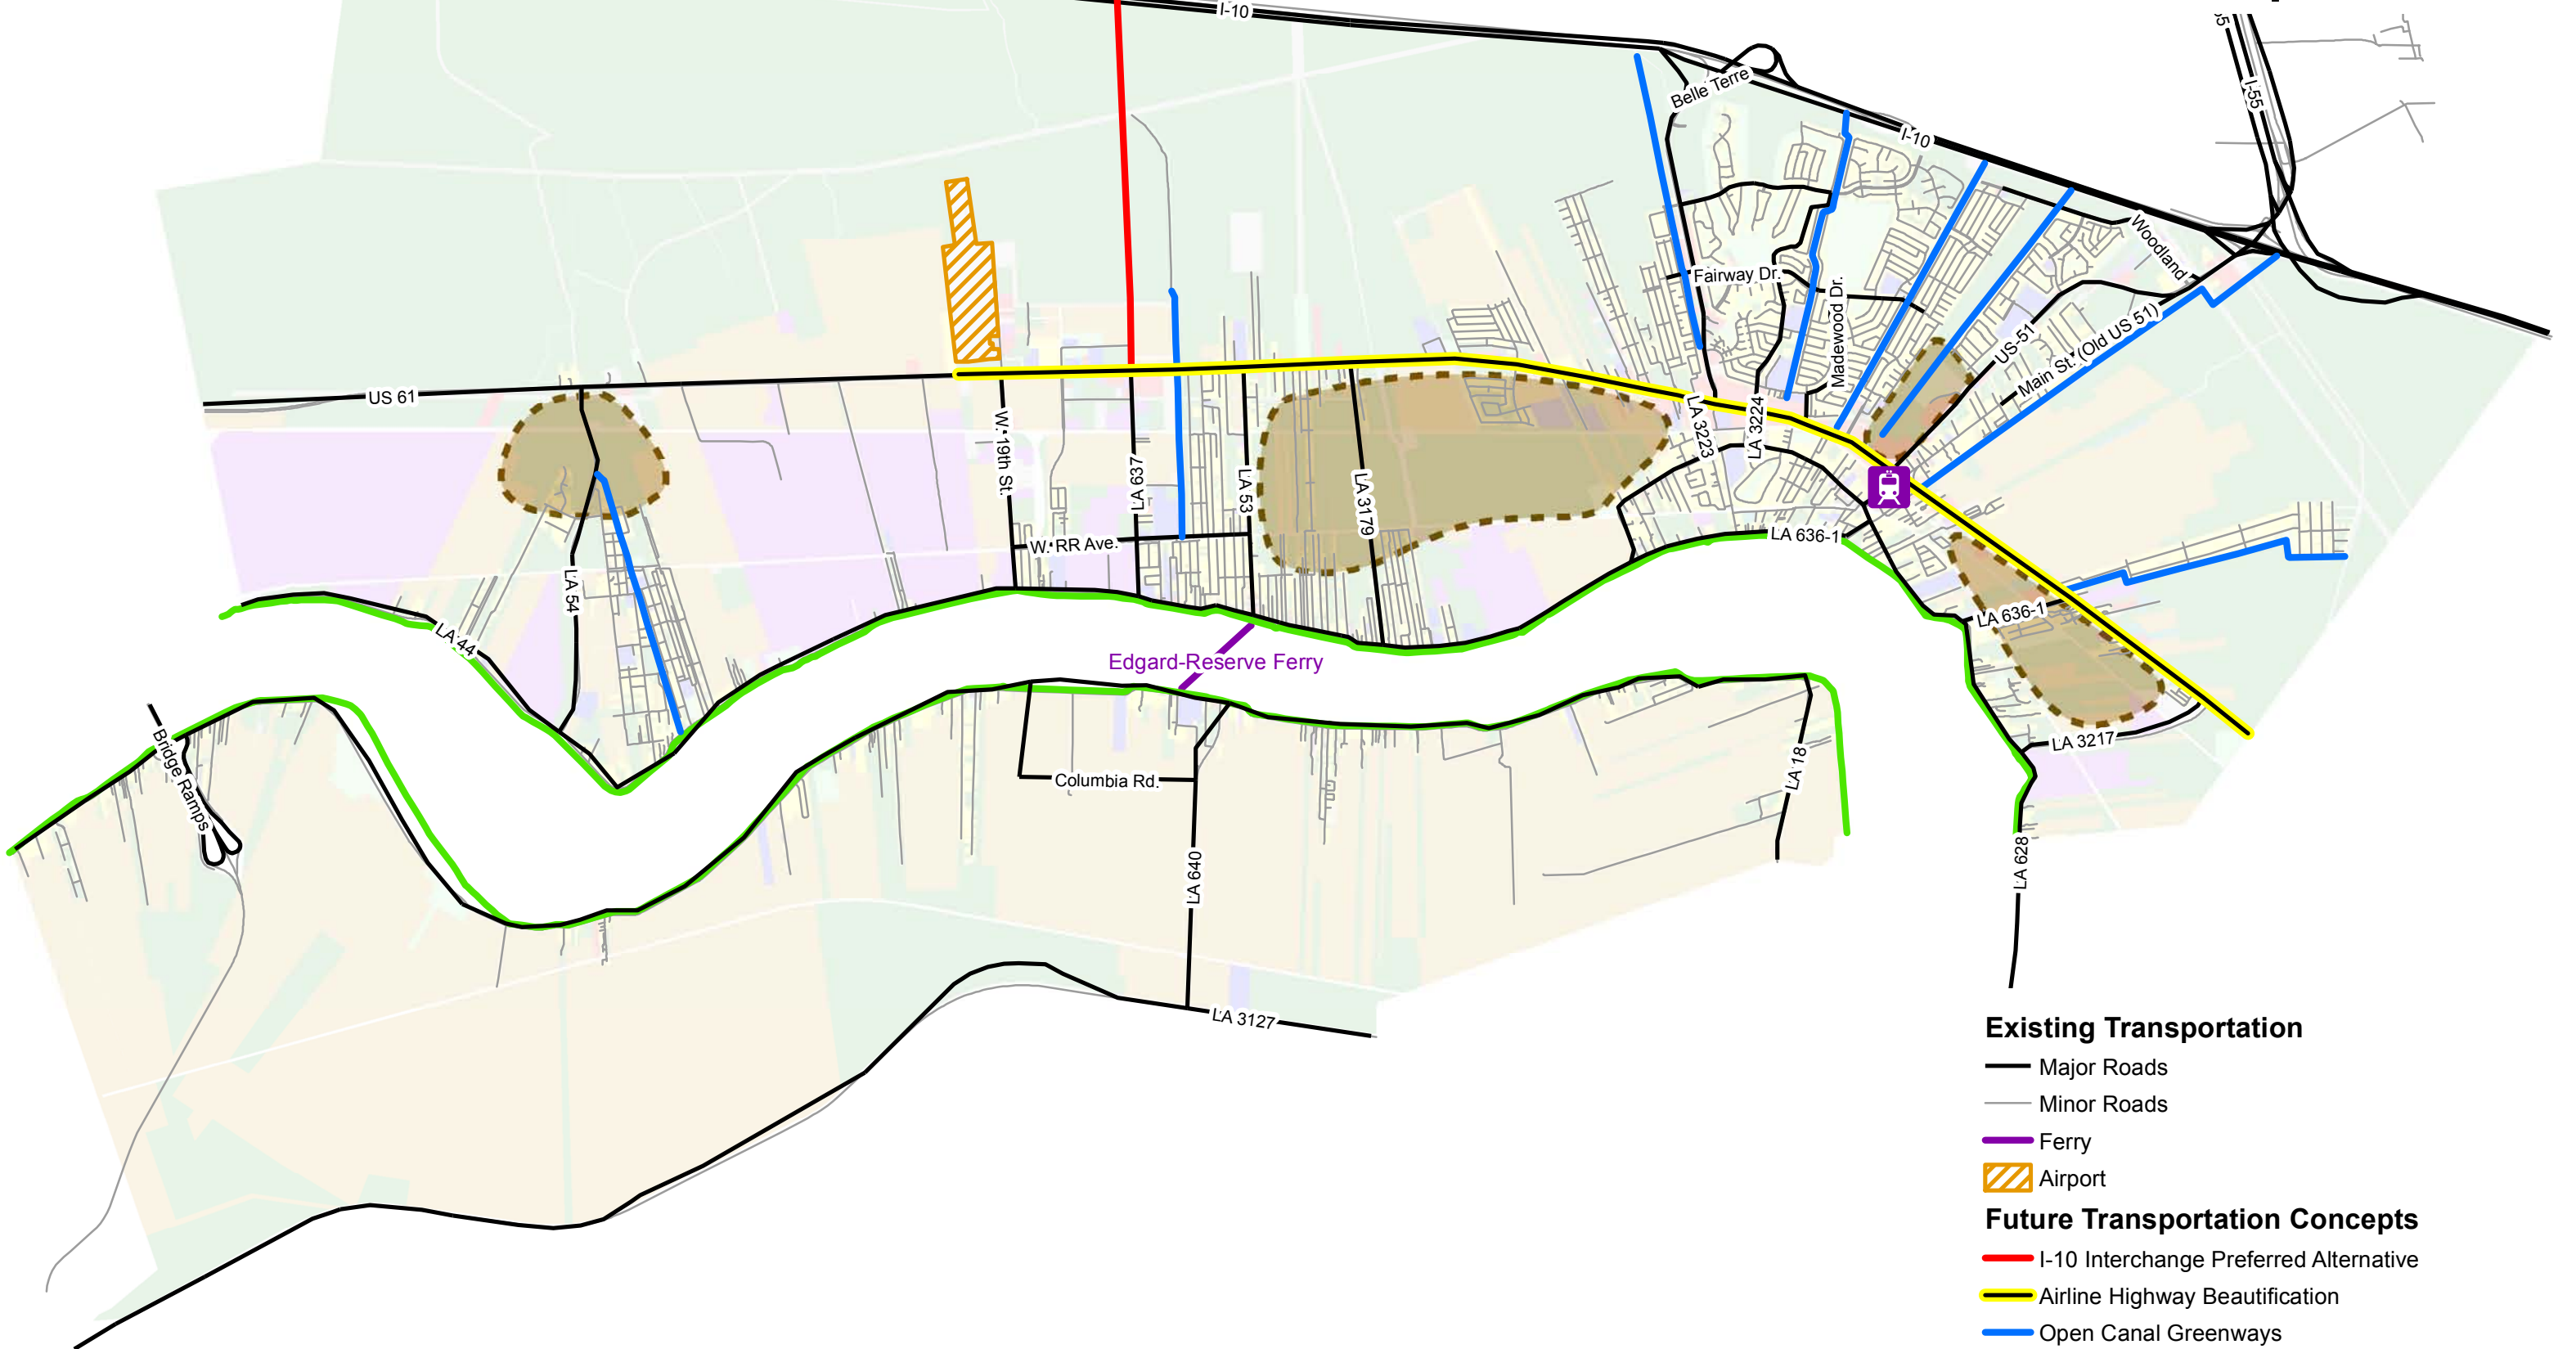 I-10
I-55
Belle Terre
I-10
Woodland
Fairway Dr.
Madewood Dr.
US-51
Main St. (Old US 51)
US 61
W. 19th St.
LA 637
LA 53
LA 3179
LA 3223
LA 3224
W. RR Ave.
LA 636-1
LA 54
LA 44
LA 636-1
Edgard-Reserve Ferry
LA 3217
Bridge Ramps
Columbia Rd.
LA 18
LA 640
LA 628
LA 3127
Existing Transportation
Major Roads
Minor Roads
Ferry
Airport
Future Transportation Concepts
I-10 Interchange Preferred Alternative
Airline Highway Beautification
Open Canal Greenways